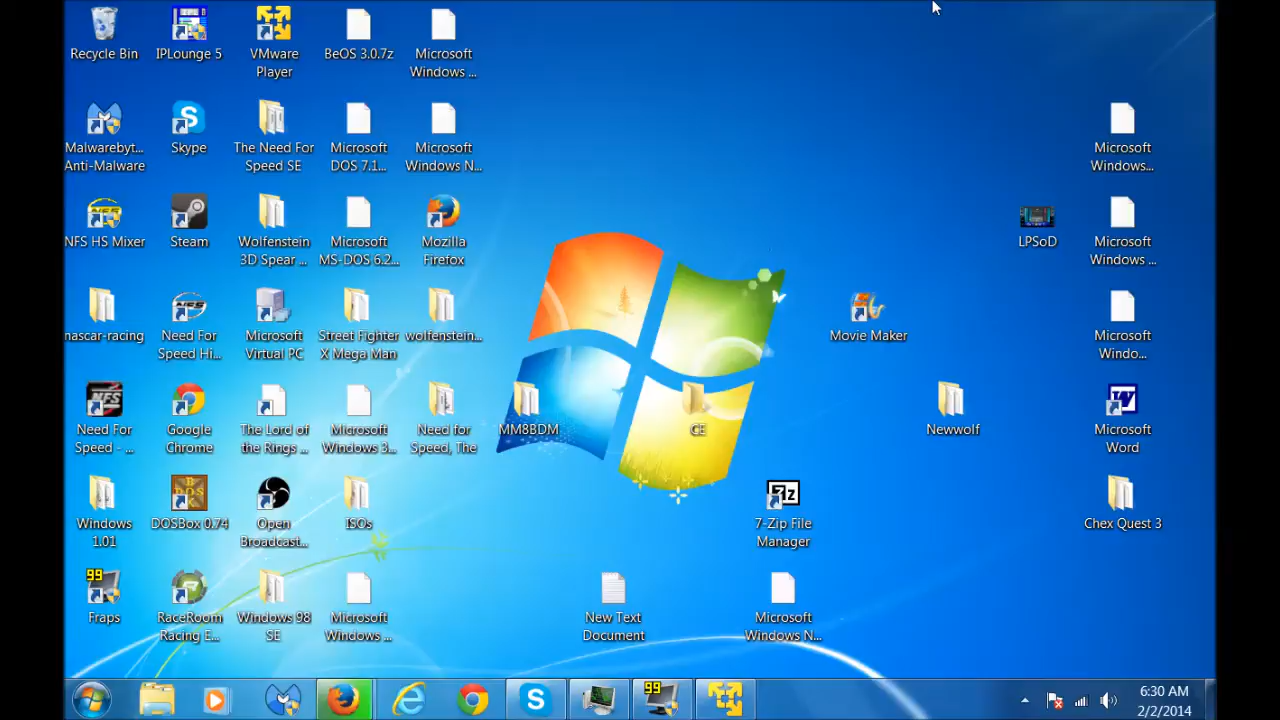 Recycle Bin
IPLounge 5
VMware
Player
BeOS 3.0.7z
Microsoft
Windows ...
Malwarebyt...
Anti-Malware
Skype
The Need For
Speed SE
Microsoft
DOS 7.1...
Microsoft
Windows N...
Microsoft
Windows...
NFS HS Mixer
Steam
Wolfenstein
3D Spear ...
Microsoft
MS-DOS 6.2...
Mozilla
Firefox
LPSoD
Microsoft
Windows ...
nascar-racing
Need For
Speed Hi...
Microsoft
Virtual PC
Street Fighter
X Mega Man
wolfenstein...
Movie Maker
Microsoft
Windo...
NFS
Need For
Speed - ...
Google
Chrome
The Lord of
the Rings ...
Microsoft
Windows 3...
Need for
Speed, The
MM8BDM
CE
Newwolf
W
Microsoft
Word
Windows
1.01
DOS
DOSBox 0.74
Open
Broadcast...
ISOs
7z
7-Zip File
Manager
Chex Quest 3
99
Fraps
RaceRoom
Racing E...
Windows 98
SE
Microsoft
Windows ...
New Text
Document
Microsoft
Windows N...
99
6:30 AM
2/2/2014